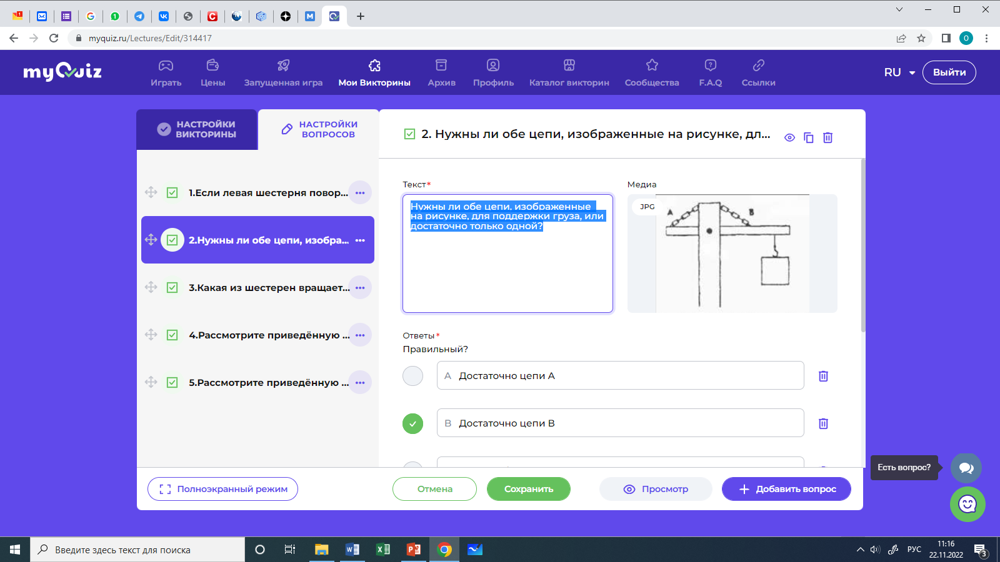 myquiz.ru/Lectures/Edit/314417
myQuiz
Играть
Цены
Запущенная игра
Мои Викторины
Архив
Профиль
Каталог викторин
Сообщества
F.A.Q
Ссылки
RU
Выйти
НАСТРОЙКИ
ВИКТОРИНЫ
НАСТРОЙКИ
ВОПРОСОВ
1.Если левая шестерня повор...
2.Нужны ли обе цепи, изобра...
3.Какая из шестерен вращает...
4.Рассмотрите приведённую ...
5.Рассмотрите приведённую ...
2. Нужны ли обе цепи, изображенные на рисунке, дл...
Текст*
Нужны ли обе цепи, изображенные
на рисунке, для поддержки груза, или
достаточно только одной?
Медиа
JPG
A
B
Ответы*
Правильный?
A Достаточно цепи А
B Достаточно цепи В
Полноэкранный режим
Отмена
Сохранить
Просмотр
Добавить вопрос
Есть вопрос?
Введите здесь текст для поиска
РУС
11:16
22.11.2022
3